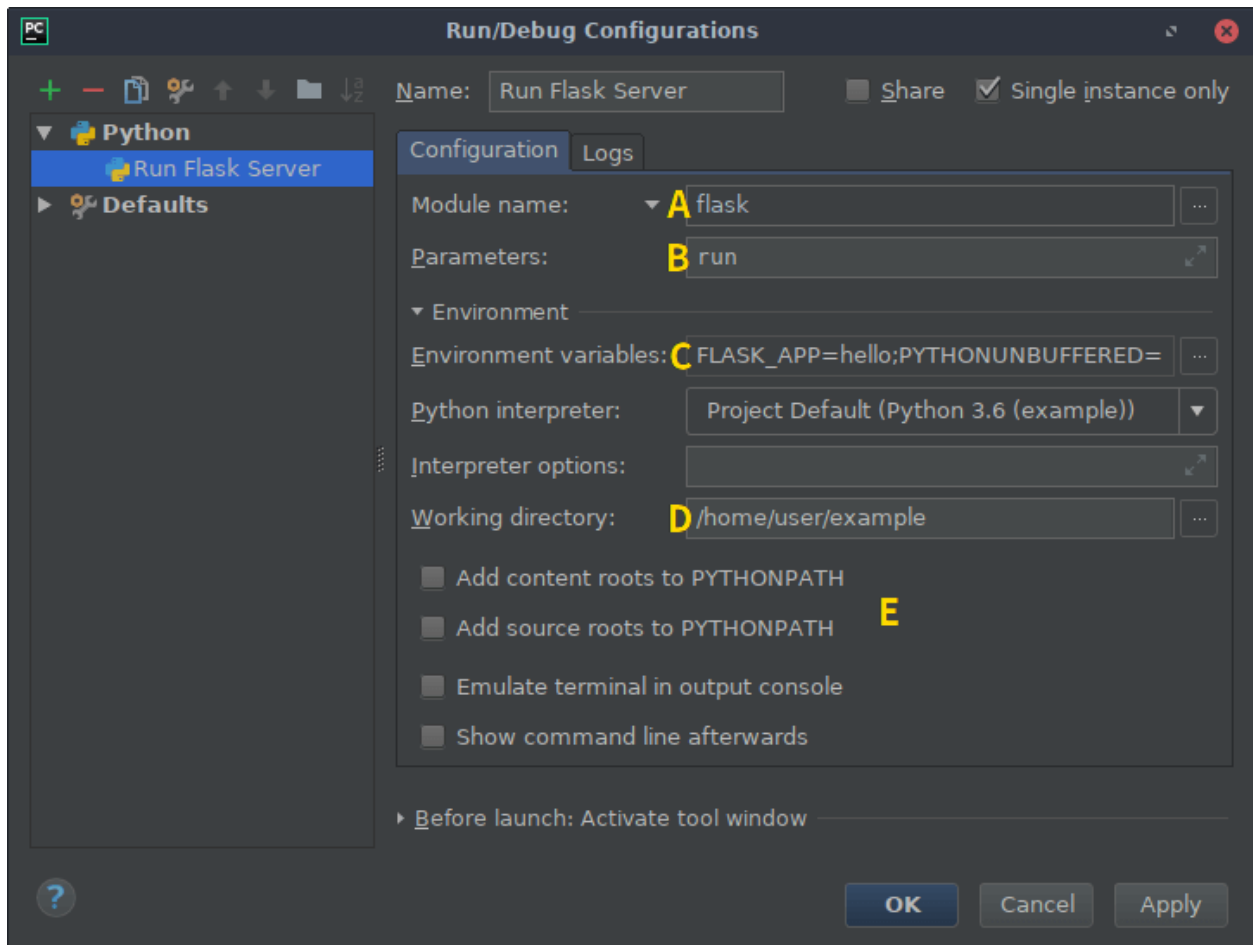 PC
Run/Debug Configurations
Name: Run Flask Server Share Single instance only
Python
Run Flask Server
Defaults
Configuration Logs
Module name: A flask ...
Parameters: B run
Environment
Environment variables: C FLASK_APP=hello;PYTHONUNBUFFERED= ...
Python interpreter: Project Default (Python 3.6 (example))
Interpreter options:
Working directory: D /home/user/example ...
Add content roots to PYTHONPATH
E
Add source roots to PYTHONPATH
Emulate terminal in output console
Show command line afterwards
Before launch: Activate tool window
? OK Cancel Apply